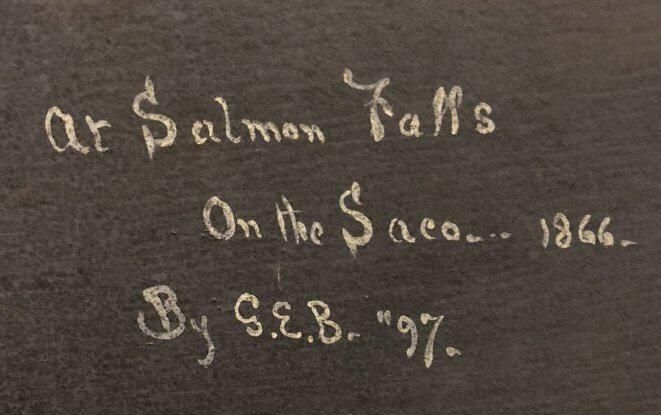 At Salmon Falls
On the Saco... 1866.
By G.E.B. "97.